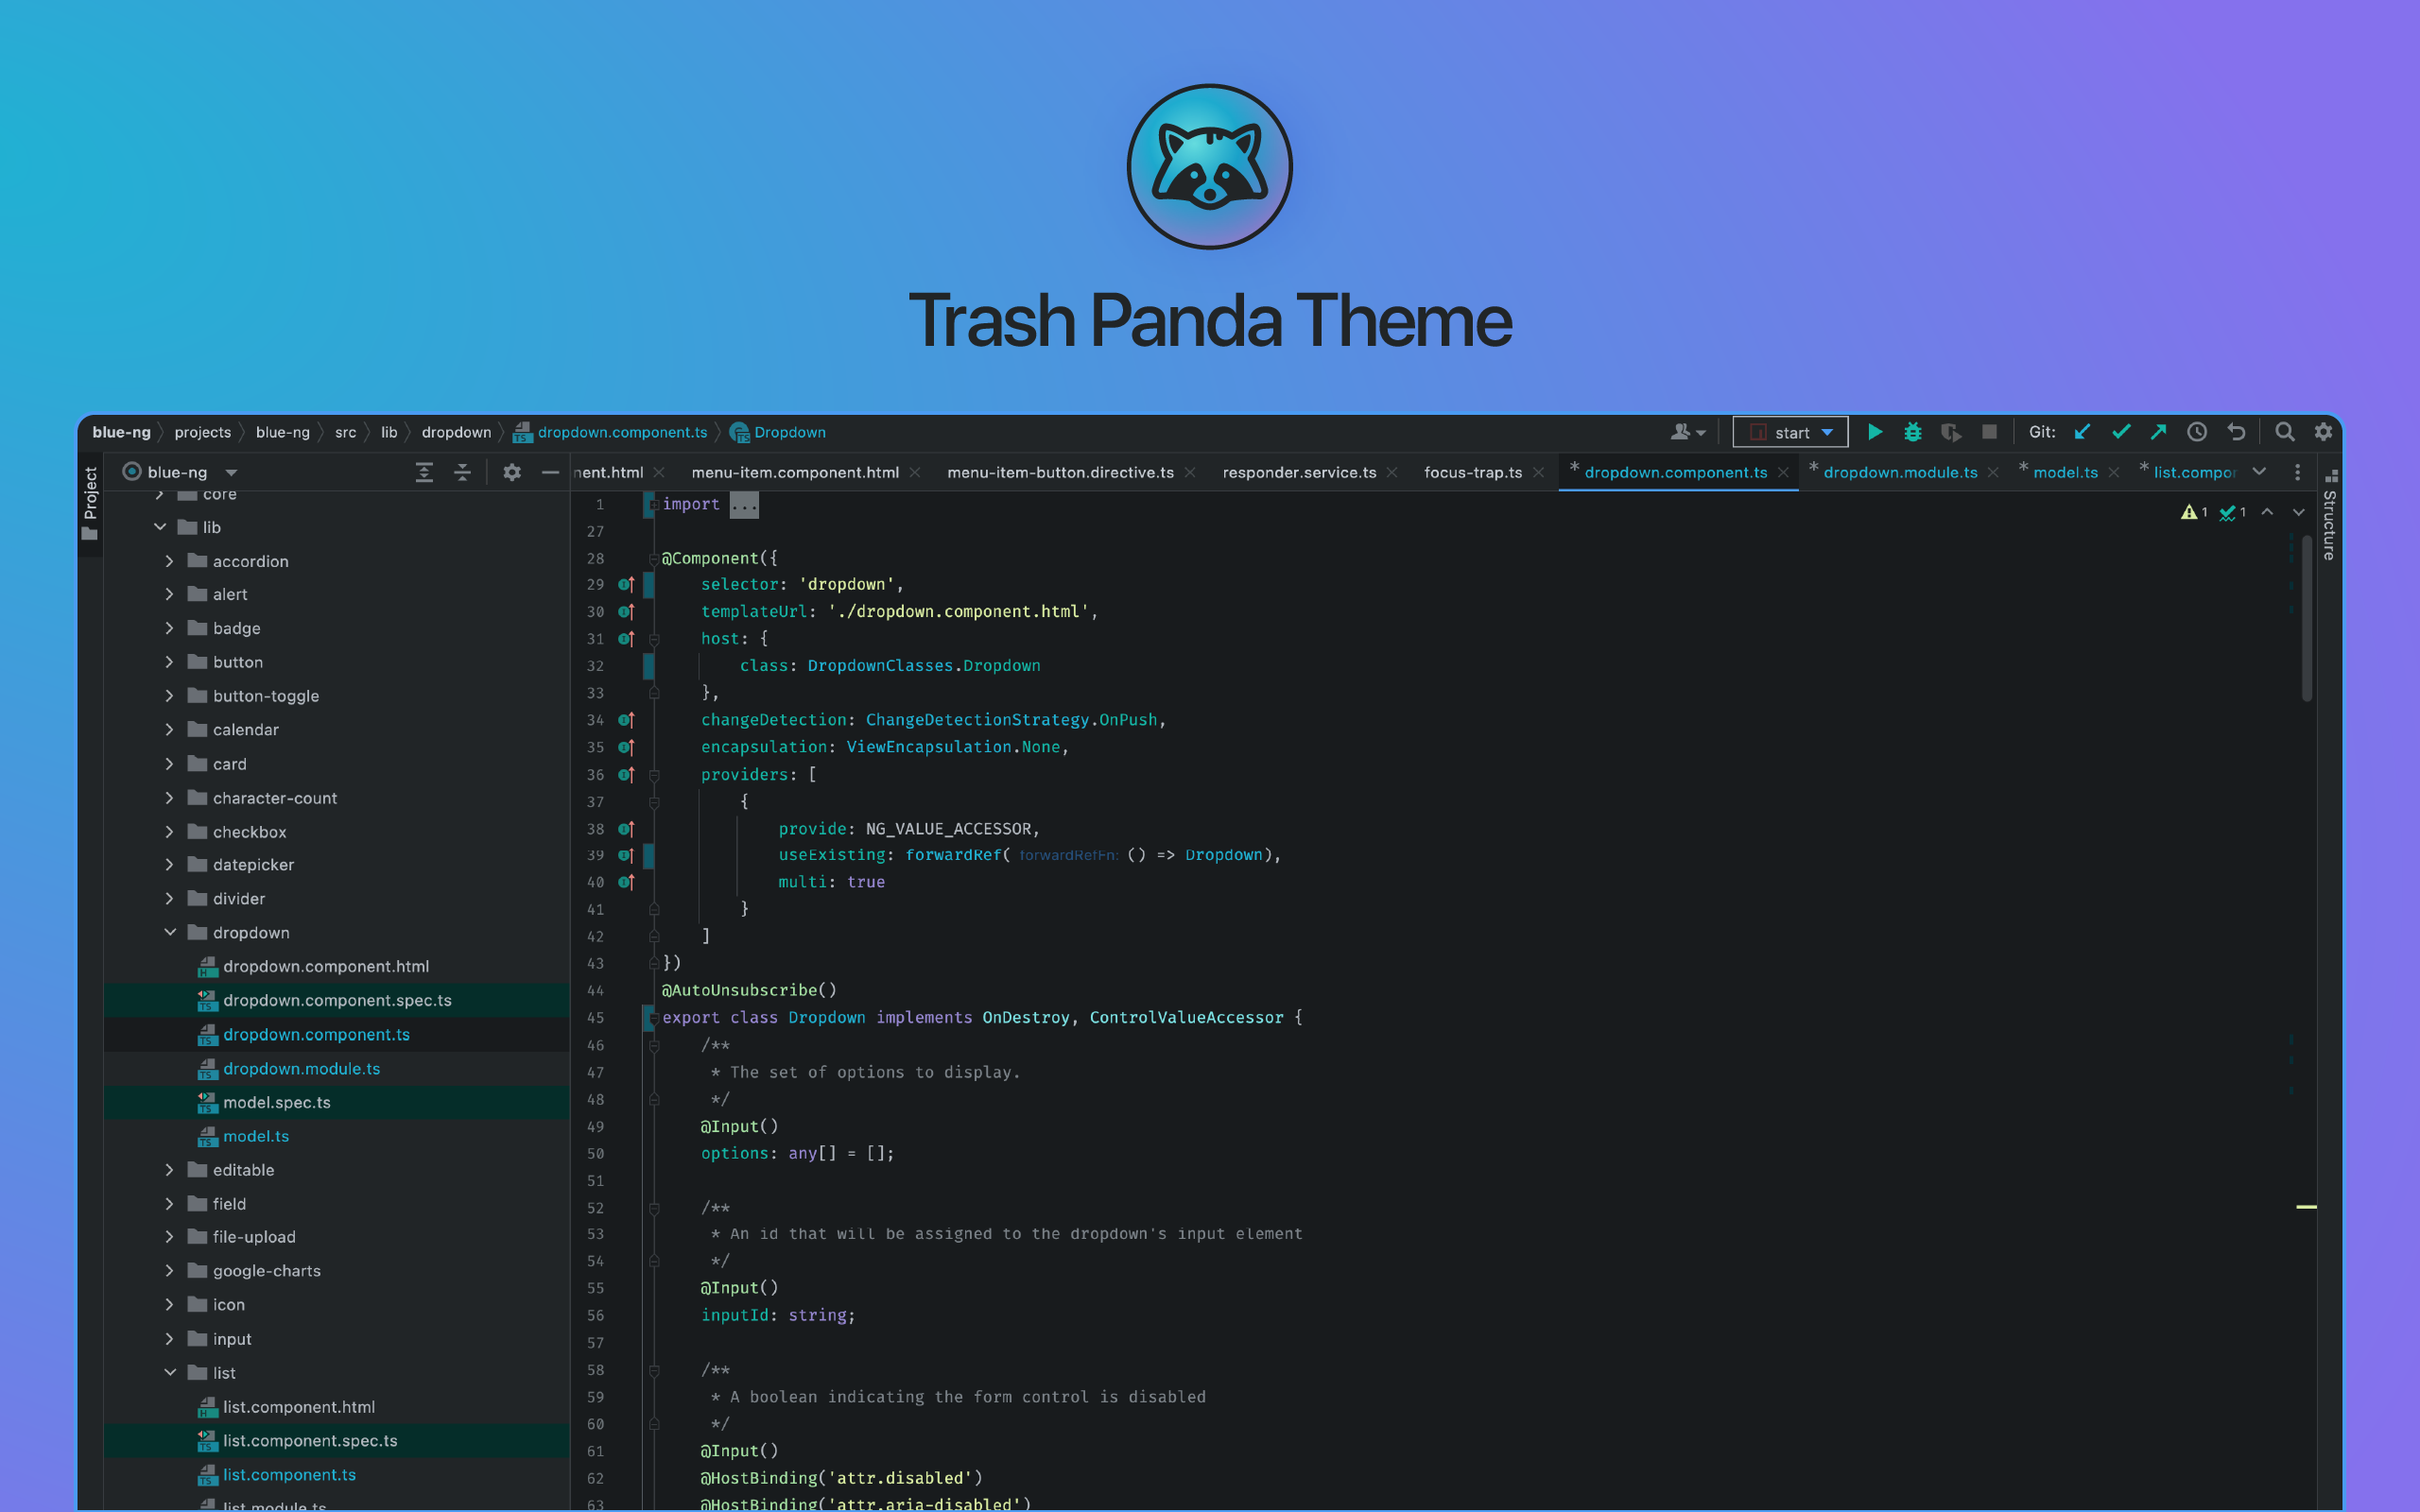 Trash Panda Theme
blue-ng projects blue-ng src lib dropdown dropdown.component.ts Dropdown
start Git:
Project
blue-ng
nent.html menu-item.component.html menu-item-button.directive.ts responder.service.ts focus-trap.ts * dropdown.component.ts * dropdown.module.ts * model.ts * list.compo
Structure
1 1
core
lib
accordion
alert
badge
button
button-toggle
calendar
card
character-count
checkbox
datepicker
divider
dropdown
dropdown.component.html
dropdown.component.spec.ts
dropdown.component.ts
dropdown.module.ts
model.spec.ts
model.ts
editable
field
file-upload
google-charts
icon
input
list
list.component.html
list.component.spec.ts
list.component.ts
list.module.ts
1 import ...
27
28 @Component({
29 selector: 'dropdown',
30 templateUrl: './dropdown.component.html',
31 host: {
32 class: DropdownClasses.Dropdown
33 },
34 changeDetection: ChangeDetectionStrategy.OnPush,
35 encapsulation: ViewEncapsulation.None,
36 providers: [
37 {
38 provide: NG_VALUE_ACCESSOR,
39 useExisting: forwardRef( forwardRefFn: () => Dropdown),
40 multi: true
41 }
42 ]
43 })
44 @AutoUnsubscribe()
45 export class Dropdown implements OnDestroy, ControlValueAccessor {
46 /**
47 * The set of options to display.
48 */
49 @Input()
50 options: any[] = [];
51
52 /**
53 * An id that will be assigned to the dropdown's input element
54 */
55 @Input()
56 inputId: string;
57
58 /**
59 * A boolean indicating the form control is disabled
60 */
61 @Input()
62 @HostBinding('attr.disabled')
63 @HostBinding('attr.aria-disabled')